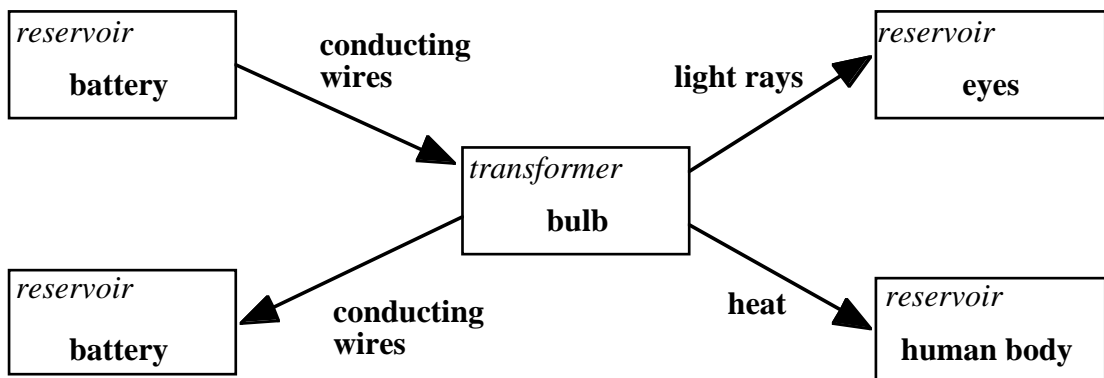 reservoir
battery
conducting
wires
light rays
reservoir
eyes
transformer
bulb
reservoir
battery
conducting
wires
heat
reservoir
human body